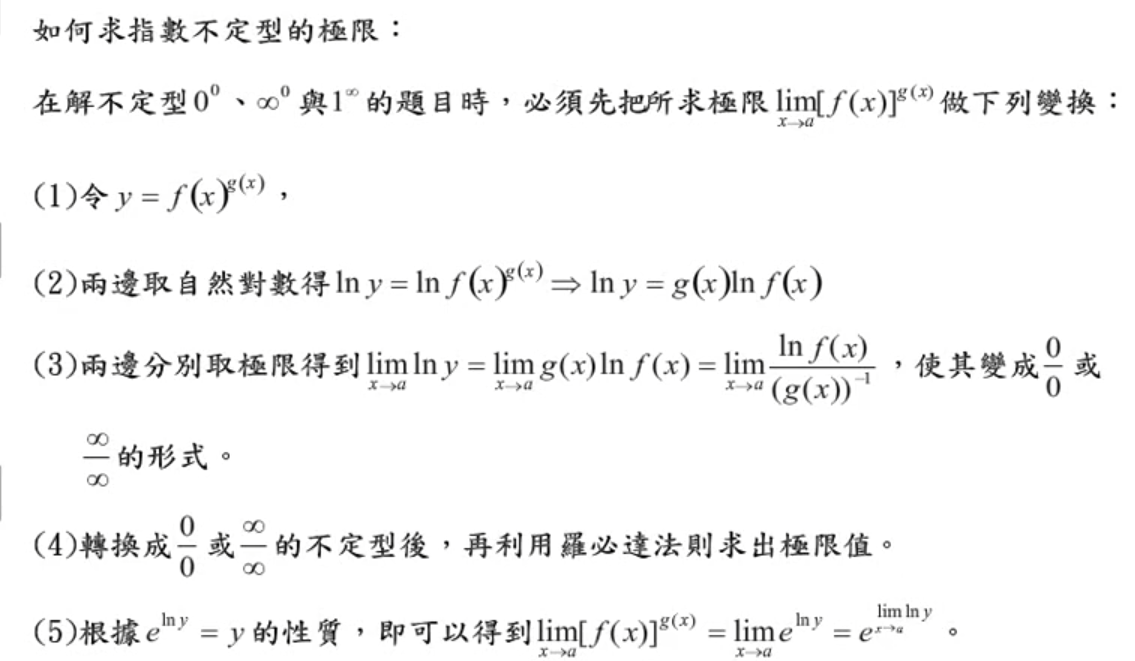 如何求指數不定型的極限：
在解不定型 $0^0$、$\infty^0$ 與 $1^\infty$ 的題目時，必須先把所求極限 $\lim_{x \to a}[f(x)]^{g(x)}$ 做下列變換：
(1)令 $y = f(x)^{g(x)}$，
(2)兩邊取自然對數得 $\ln y = \ln f(x)^{g(x)} \Rightarrow \ln y = g(x)\ln f(x)$
(3)兩邊分別取極限得到 $\lim_{x \to a} \ln y = \lim_{x \to a} g(x)\ln f(x) = \lim_{x \to a} \frac{\ln f(x)}{(g(x))^{-1}}$，使其變成 $\frac{0}{0}$ 或
$\frac{\infty}{\infty}$ 的形式。
(4)轉換成 $\frac{0}{0}$ 或 $\frac{\infty}{\infty}$ 的不定型後，再利用羅必達法則求出極限值。
(5)根據 $e^{\ln y} = y$ 的性質，即可以得到 $\lim_{x \to a}[f(x)]^{g(x)} = \lim_{x \to a} e^{\ln y} = e^{\lim_{x \to a} \ln y}$。